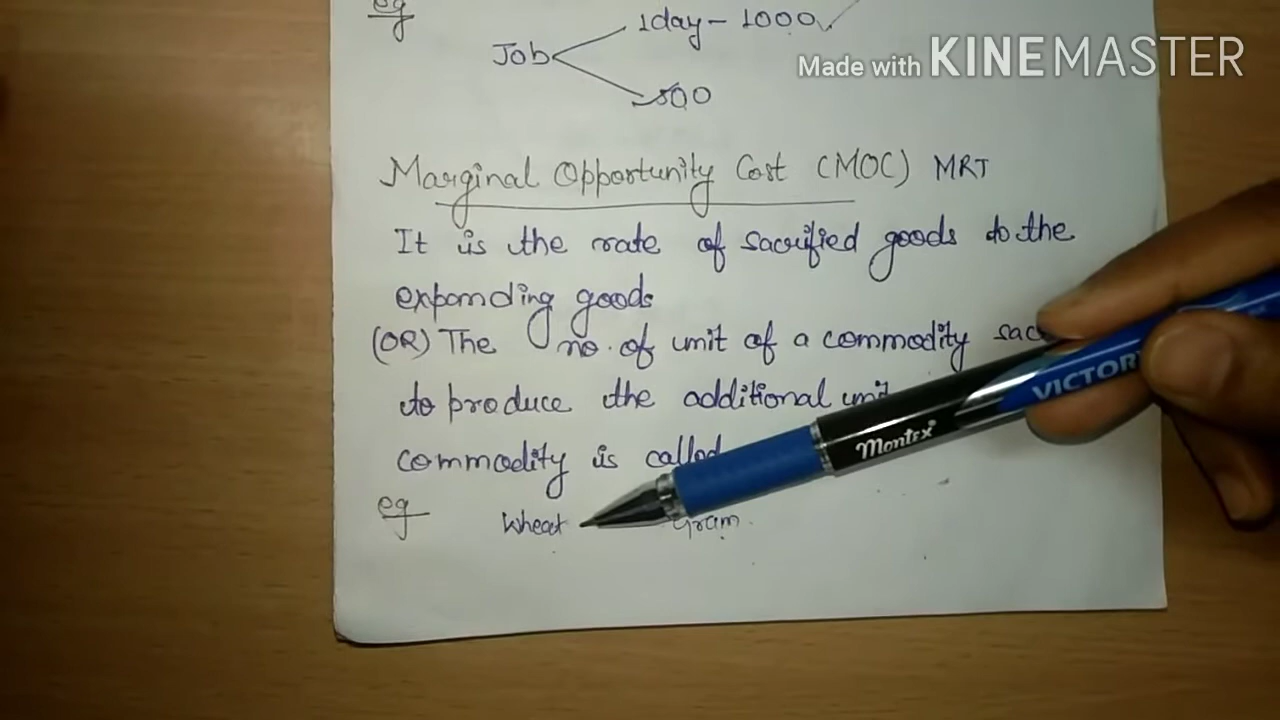 eg
1day - 1000
Job
500
Made with KINEMASTER
Marginal Opportunity Cost (MOC) MRT
It is the rate of sacrified goods to the
expanding goods
(OR) The no. of unit of a commodity sac
to produce the additional unit
commodity is called
eg Wheat Gram.
VICTOR
Montex